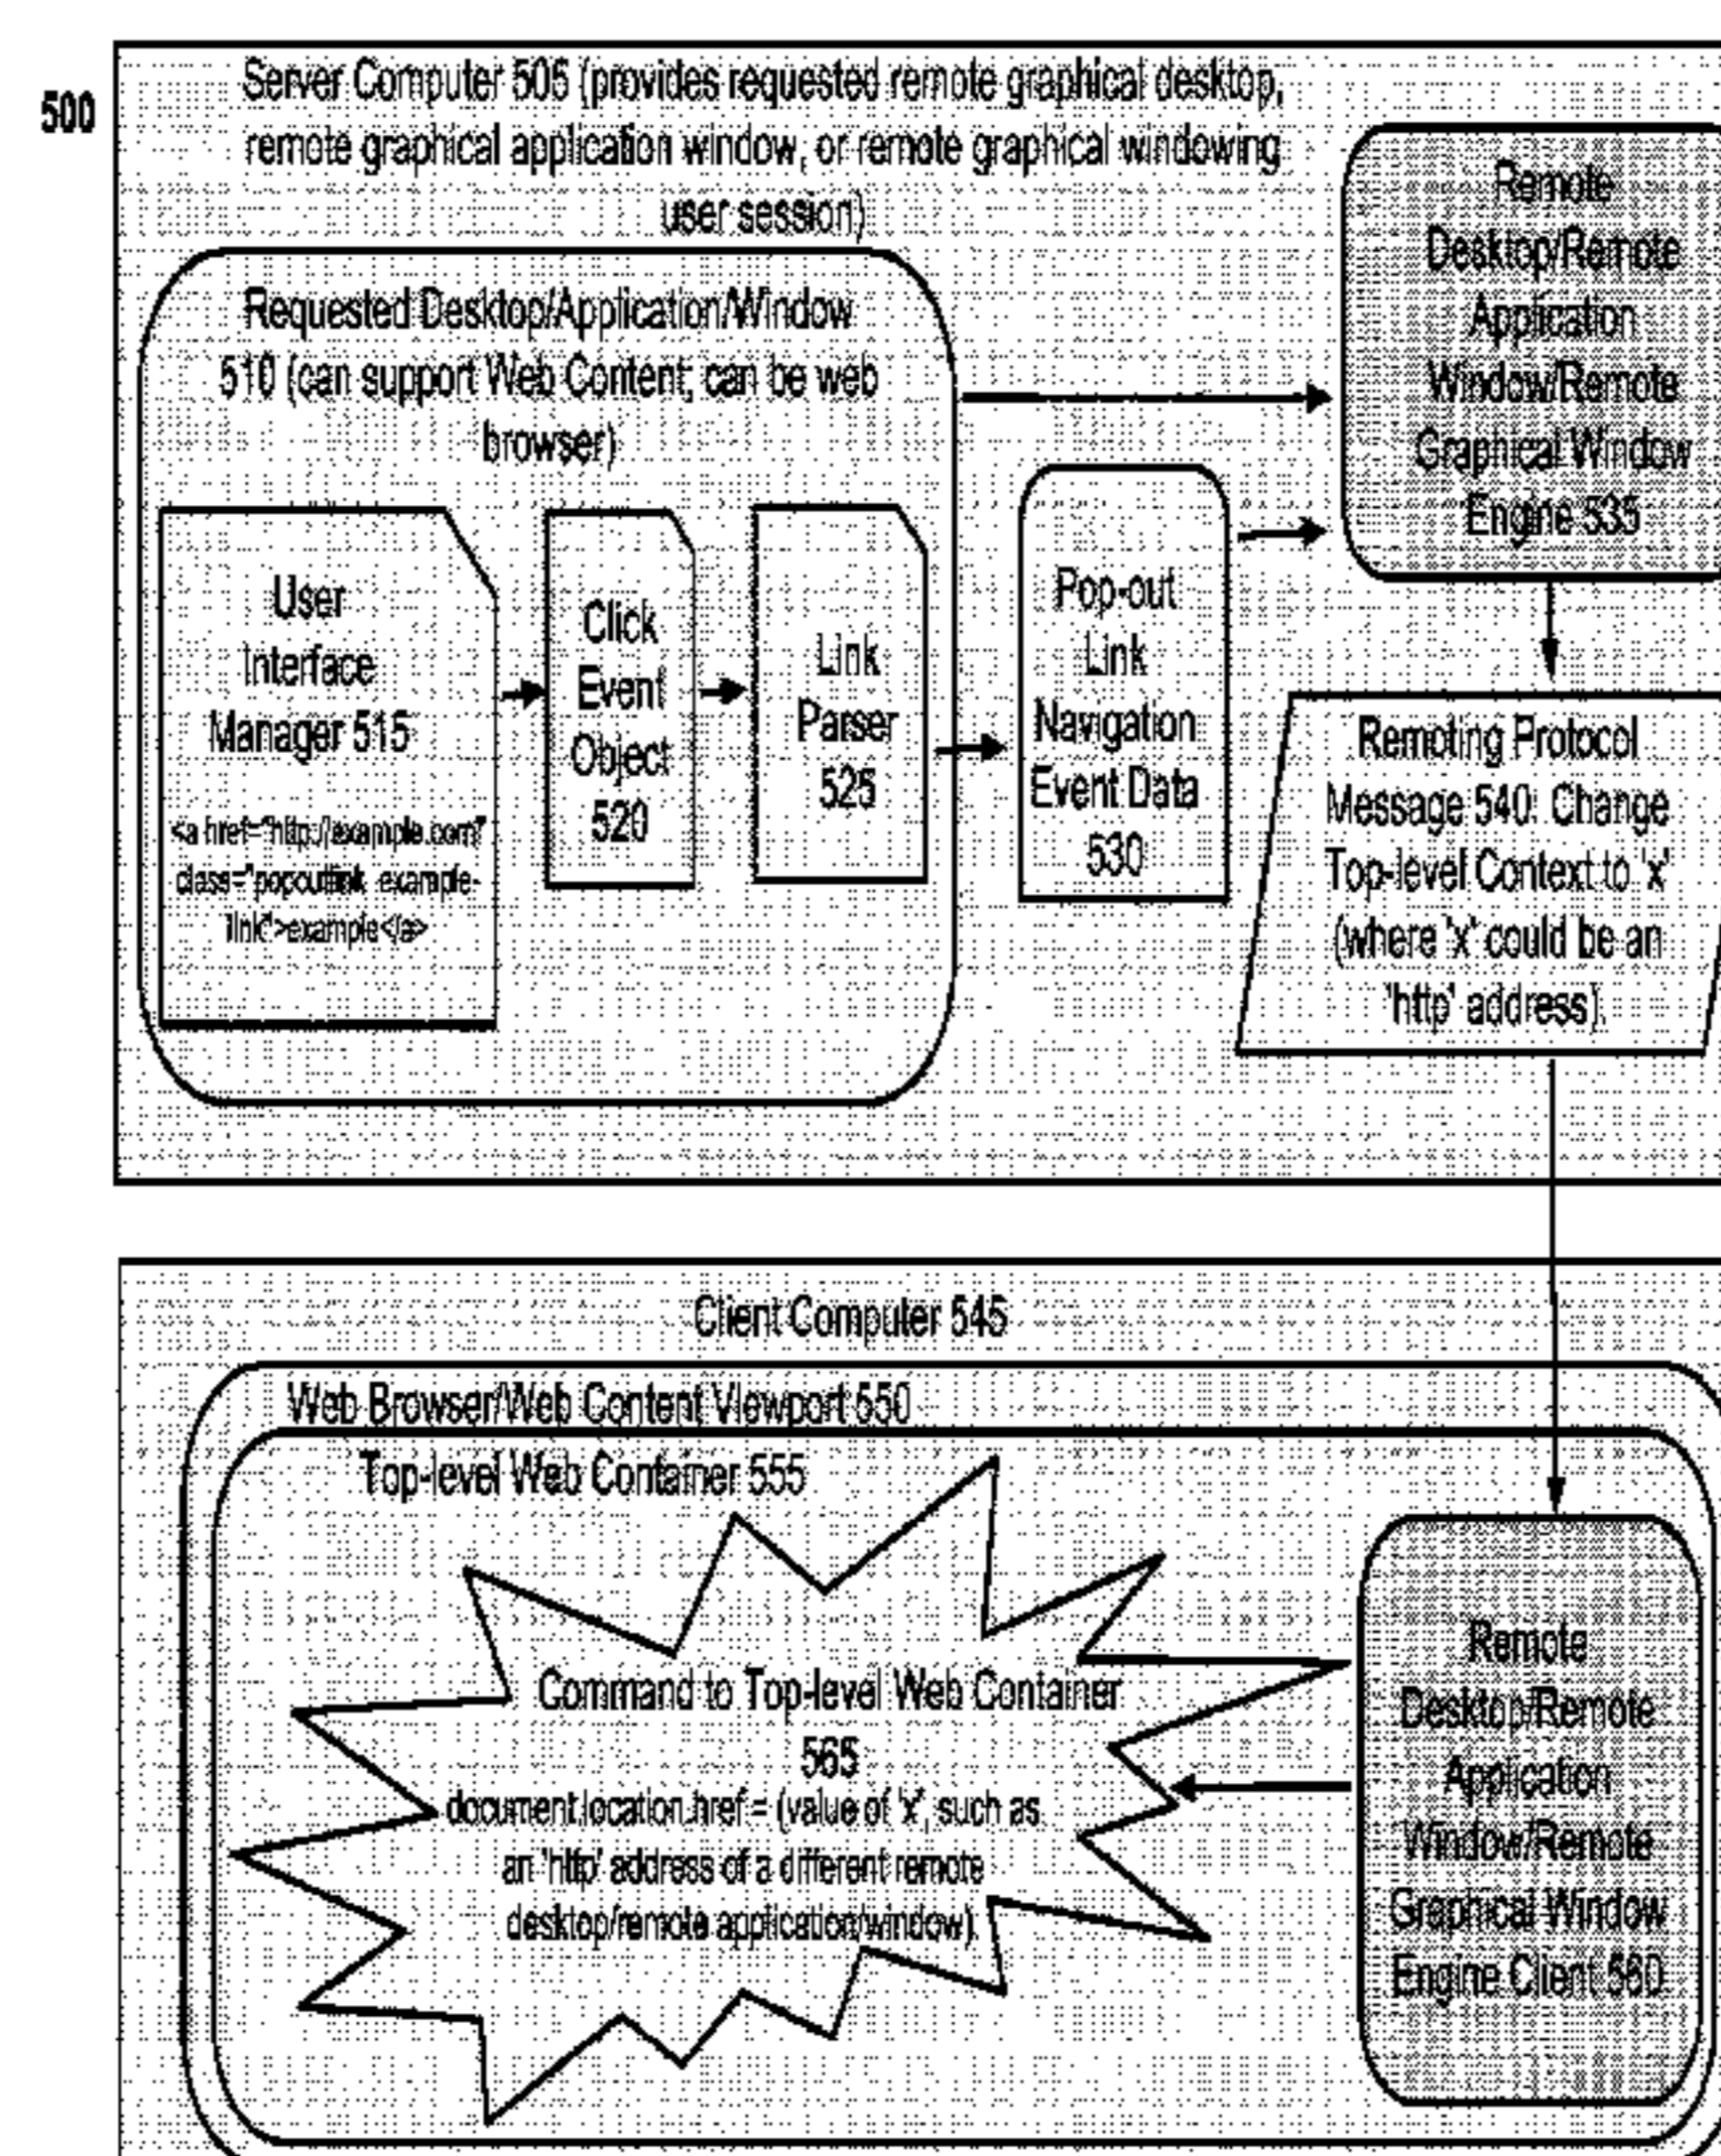 500
Server Computer 505 (provides requested remote graphical desktop,
remote graphical application window, or remote graphical windowing
user session)
Requested Desktop/Application/Window
510 (can support Web Content; can be web
browser)
User
Interface
Manager 515
<a href="http://example.com"
class="popoutlink example-
link">example</a>
Click
Event
Object
520
Link
Parser
525
Pop-out
Link
Navigation
Event Data
530
Remote
Desktop/Remote
Application
Window/Remote
Graphical Window
Engine 535
Remoting Protocol
Message 540: Change
Top-level Context to 'x'
(where 'x' could be an
'http' address).
Client Computer 545
Web Browser/Web Content Viewport 550
Top-level Web Container 555
Command to Top-level Web Container
565
document.location.href = (value of 'x', such as
an 'http' address of a different remote
desktop/remote application/window)
Remote
Desktop/Remote
Application
Window/Remote
Graphical Window
Engine Client 560